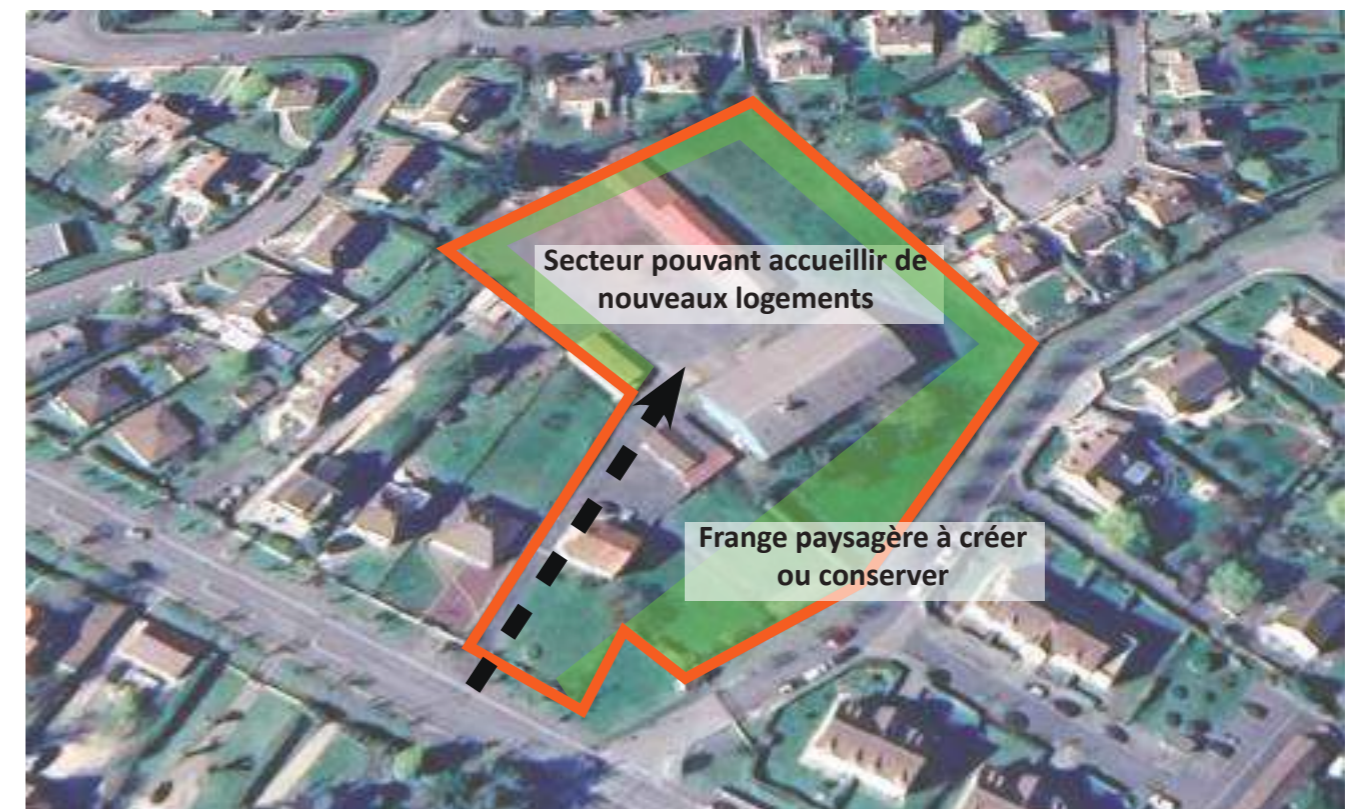 Secteur pouvant accueillir de
nouveaux logements
Frange paysagère à créer
ou conserver